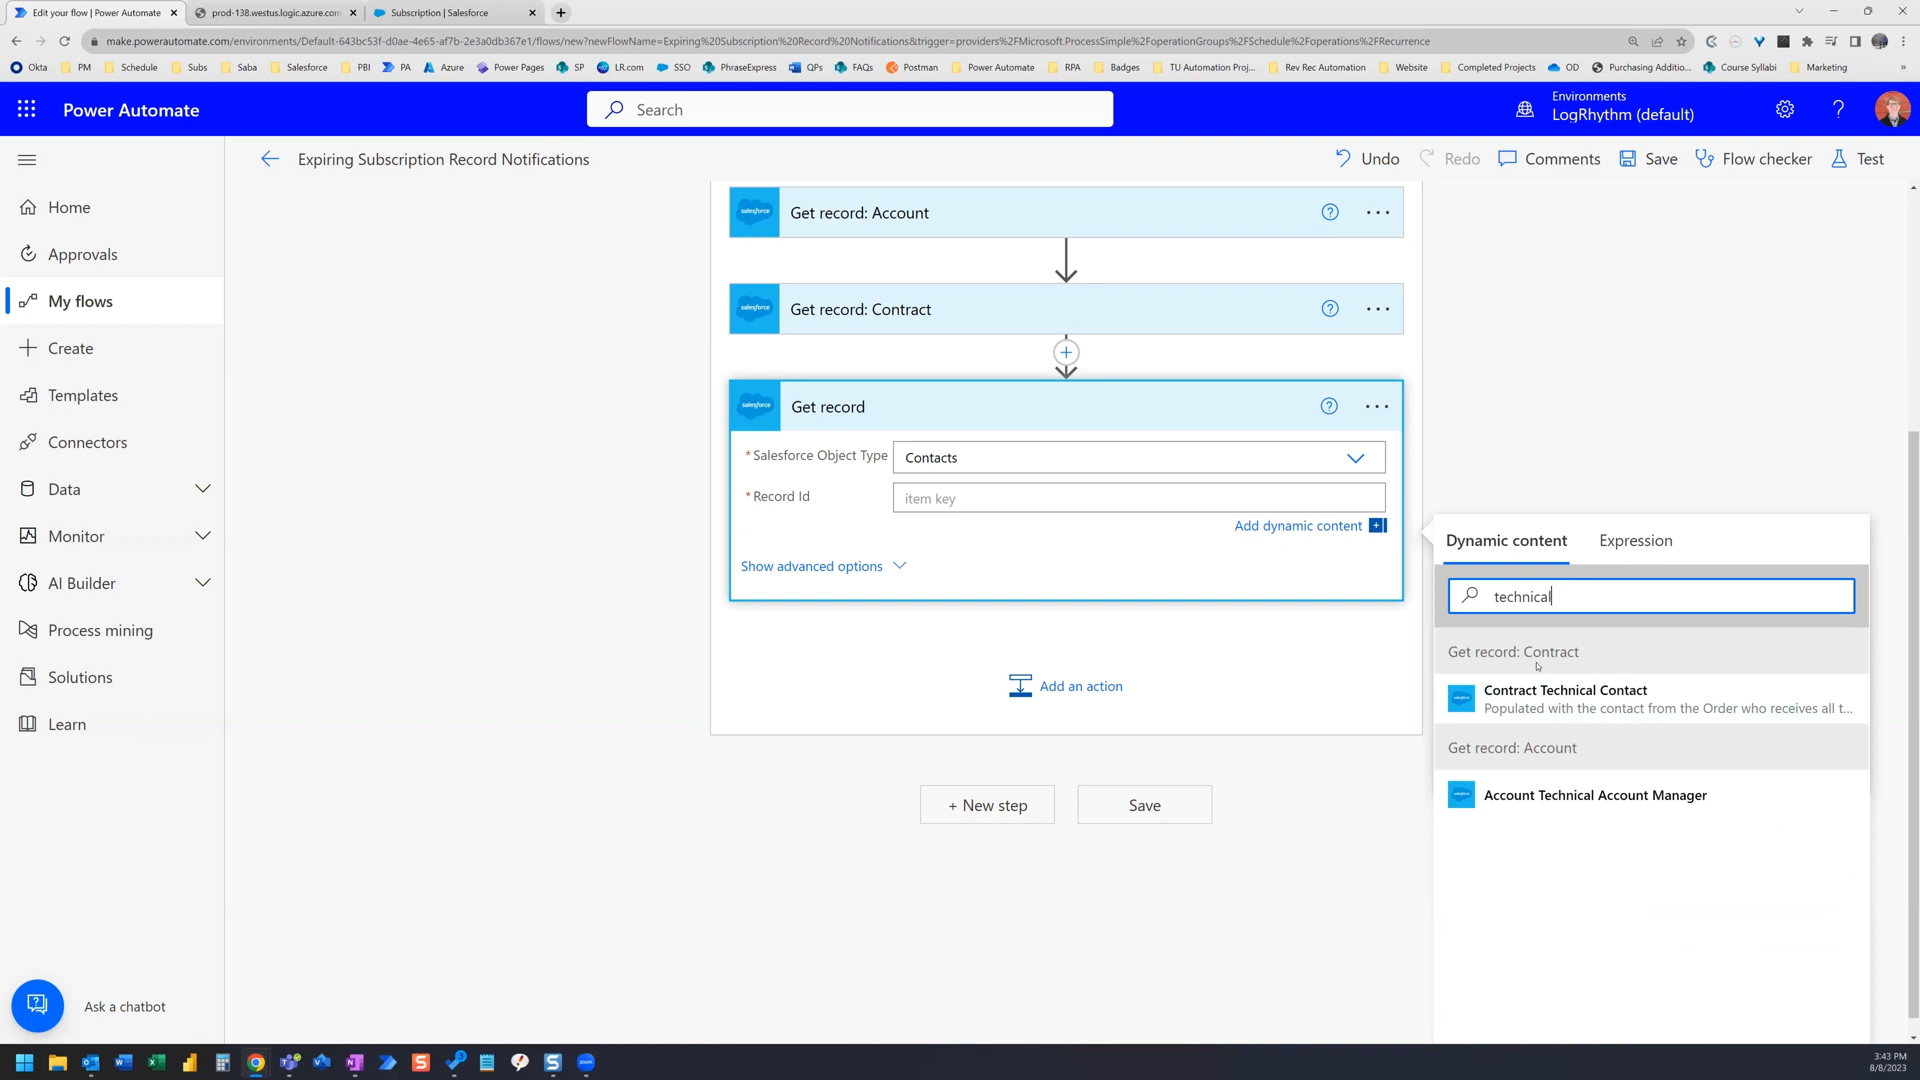 Edit your flow | Power Automate
prod-138.westus.logic.azure.com
Subscription | Salesforce
make.powerautomate.com/environments/Default-643bc53f-d0ae-4e65-af7b-2e3a0db367e1/flows/new?newFlowName=Expiring%20Subscription%20Record%20Notifications&trigger=providers%2FMicrosoft.ProcessSimple%2FoperationGroups%2FSchedule%2Foperations%2FRecurrence
Okta PM Schedule Subs Saba Salesforce PBI PA Azure Power Pages SP LR.com SSO PhraseExpress QPs FAQs Postman Power Automate RPA Badges TU Automation Proj... Rev Rec Automation Website Completed Projects OD Purchasing Additio... Course Syllabi Marketing
Power Automate
Search
Environments
LogRhythm (default)
Expiring Subscription Record Notifications
Undo Redo Comments Save Flow checker Test
Home
Approvals
My flows
Create
Templates
Connectors
Data
Monitor
AI Builder
Process mining
Solutions
Learn
Ask a chatbot
salesforce Get record: Account
salesforce Get record: Contract
salesforce Get record
*Salesforce Object Type Contacts
*Record Id item key
Add dynamic content
Show advanced options
Add an action
+ New step Save
Dynamic content Expression
technical
Get record: Contract
Contract Technical Contact
Populated with the contact from the Order who receives all t...
Get record: Account
Account Technical Account Manager
3:43 PM
8/8/2023